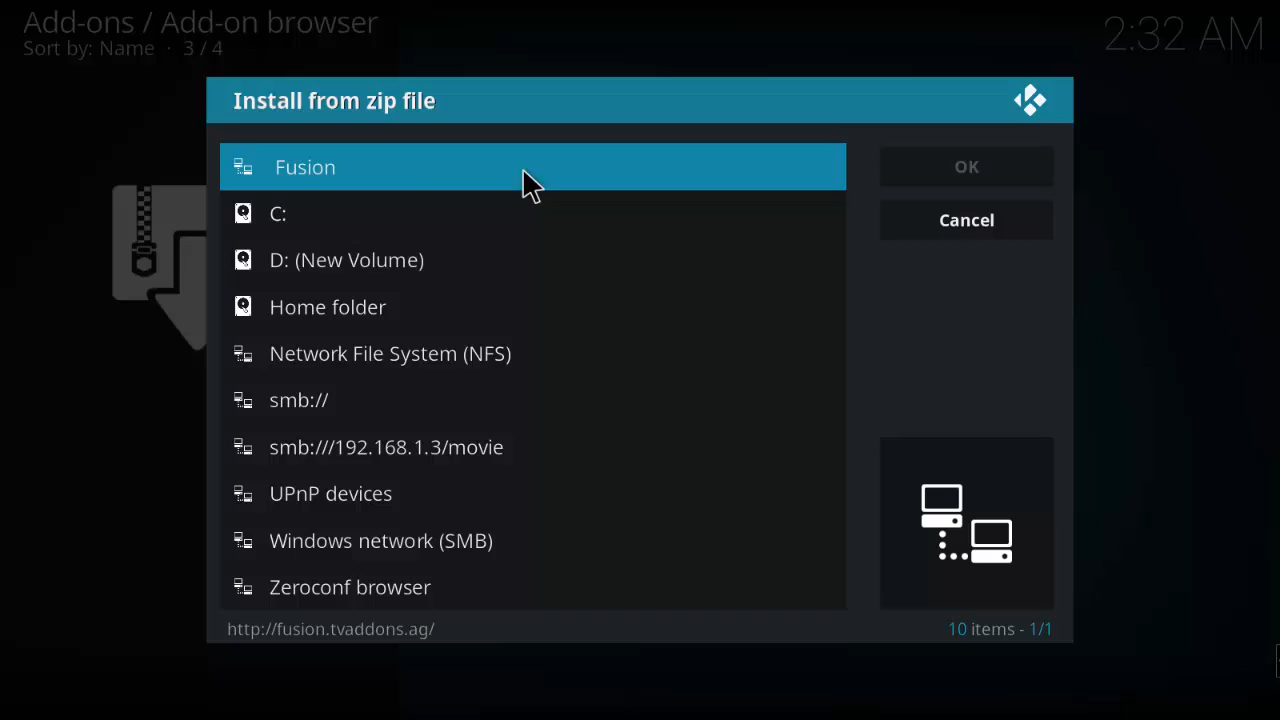 Add-ons / Add-on browser
Sort by: Name · 3 / 4
2:32 AM
Install from zip file
Fusion
C:
D: (New Volume)
Home folder
Network File System (NFS)
smb://
smb:///192.168.1.3/movie
UPnP devices
Windows network (SMB)
Zeroconf browser
OK
Cancel
http://fusion.tvaddons.ag/
10 items - 1/1